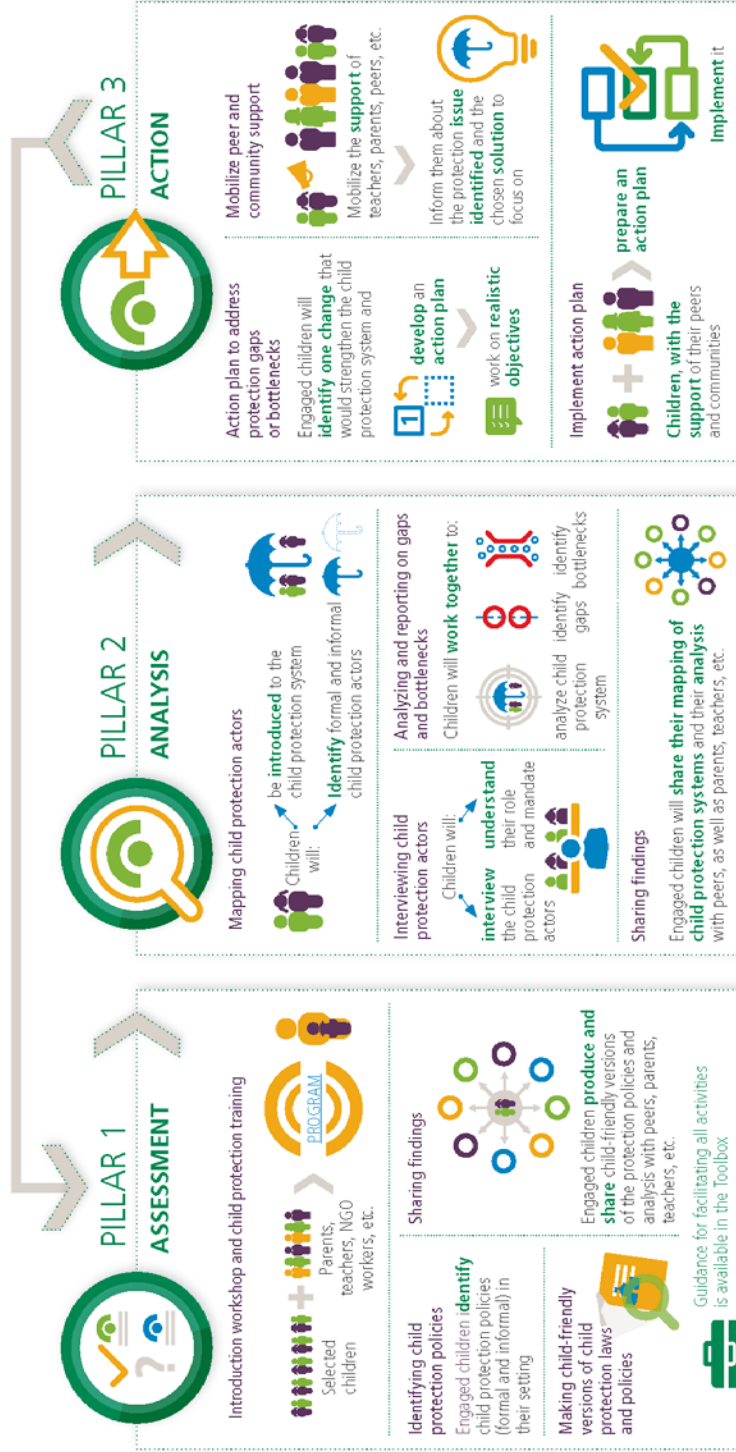 PILLAR 1
ASSESSMENT
Introduction workshop and child protection training
Selected
children
Parents,
teachers, NGO
workers, etc.
PROGRAM
Identifying child
protection policies
Engaged children identify
child protection policies
(formal and informal) in
their setting
Making child-friendly
versions of child
protection laws
and policies
Sharing findings
Engaged children produce and
share child-friendly versions
of the protection policies and
analysis with peers, parents,
teachers, etc.
Guidance for facilitating all activities
is available in the Toolbox
PILLAR 2
ANALYSIS
Mapping child protection actors
Children
will:
be introduced to the
child protection system
Identify formal and informal
child protection actors
Interviewing child
protection actors
Children will:
interview
the child
protection
actors
understand
their role
and mandate
Analyzing and reporting on gaps
and bottlenecks
Children will work together to:
analyze child
protection
system
identify
gaps
identify
bottlenecks
Sharing findings
Engaged children will share their mapping of
child protection systems and their analysis
with peers, as well as parents, teachers, etc.
PILLAR 3
ACTION
Action plan to address
protection gaps
or bottlenecks
Engaged children will
identify one change that
would strengthen the child
protection system and
1
develop an
action plan
work on realistic
objectives
Mobilize peer and
community support
Mobilize the support of
teachers, parents, peers, etc.
Inform them about
the protection issue
identified and the
chosen solution to
focus on
Implement action plan
Children, with the
support of their peers
and communities
prepare an
action plan
Implement it